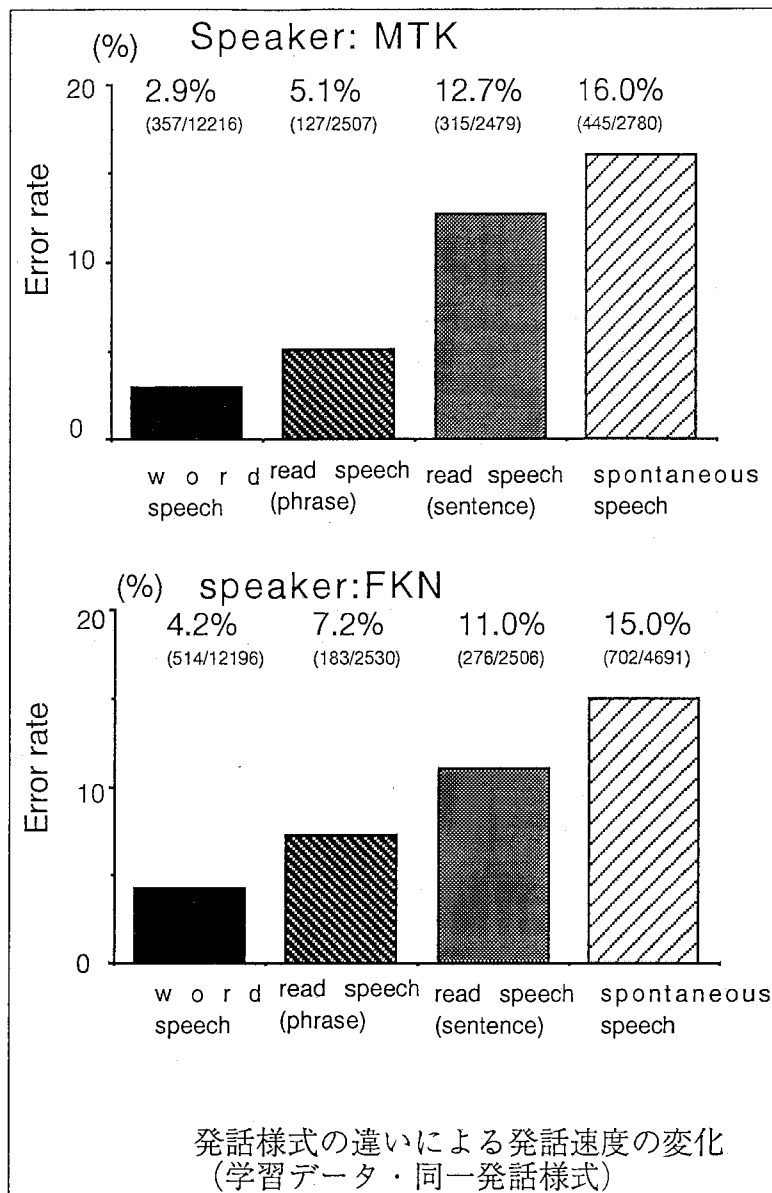 (%) Speaker: MTK
20 2.9% 5.1% 12.7% 16.0%
(357/12216) (127/2507) (315/2479) (445/2780)
Error rate
10
0
word read speech read speech spontaneous
speech (phrase) (sentence) speech
(%) speaker:FKN
20 4.2% 7.2% 11.0% 15.0%
(514/12196) (183/2530) (276/2506) (702/4691)
Error rate
10
0
word read speech read speech spontaneous
speech (phrase) (sentence) speech
発話様式の違いによる発話速度の変化
(学習データ・同一発話様式)